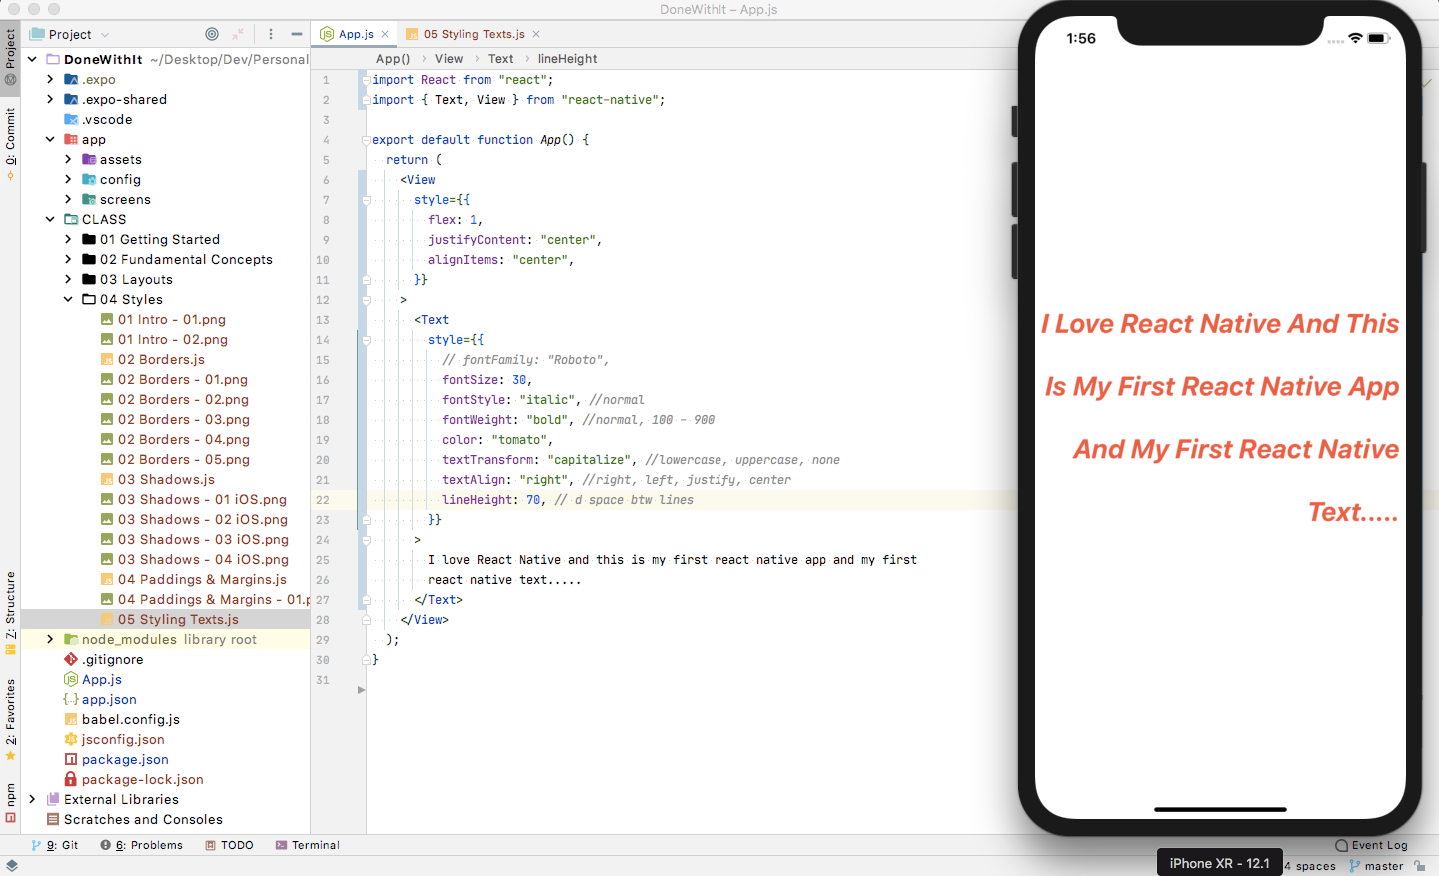 DoneWithIt – App.js
Project
App.js
05 Styling Texts.js
App()
View
Text
lineHeight
Project
0: Commit
Z: Structure
2: Favorites
npm
DoneWithIt ~/Desktop/Dev/Personal
.expo
.expo-shared
.vscode
app
assets
config
screens
CLASS
01 Getting Started
02 Fundamental Concepts
03 Layouts
04 Styles
01 Intro - 01.png
01 Intro - 02.png
02 Borders.js
02 Borders - 01.png
02 Borders - 02.png
02 Borders - 03.png
02 Borders - 04.png
02 Borders - 05.png
03 Shadows.js
03 Shadows - 01 iOS.png
03 Shadows - 02 iOS.png
03 Shadows - 03 iOS.png
03 Shadows - 04 iOS.png
04 Paddings & Margins.js
04 Paddings & Margins - 01.p
05 Styling Texts.js
node_modules library root
.gitignore
App.js
app.json
babel.config.js
jsconfig.json
package.json
package-lock.json
External Libraries
Scratches and Consoles
1 import React from "react";
2 import { Text, View } from "react-native";
3
4 export default function App() {
5 return (
6 <View
7 style={{
8 flex: 1,
9 justifyContent: "center",
10 alignItems: "center",
11 }}
12 >
13 <Text
14 style={{
15 // fontFamily: "Roboto",
16 fontSize: 30,
17 fontStyle: "italic", //normal
18 fontWeight: "bold", //normal, 100 - 900
19 color: "tomato",
20 textTransform: "capitalize", //lowercase, uppercase, none
21 textAlign: "right", //right, left, justify, center
22 lineHeight: 70, // d space btw lines
23 }}
24 >
25 I love React Native and this is my first react native app and my first
26 react native text.....
27 </Text>
28 </View>
29 );
30 }
31
1:56
I Love React Native And This
Is My First React Native App
And My First React Native
Text.....
9: Git
6: Problems
TODO
Terminal
Event Log
iPhone XR - 12.1
4 spaces
master